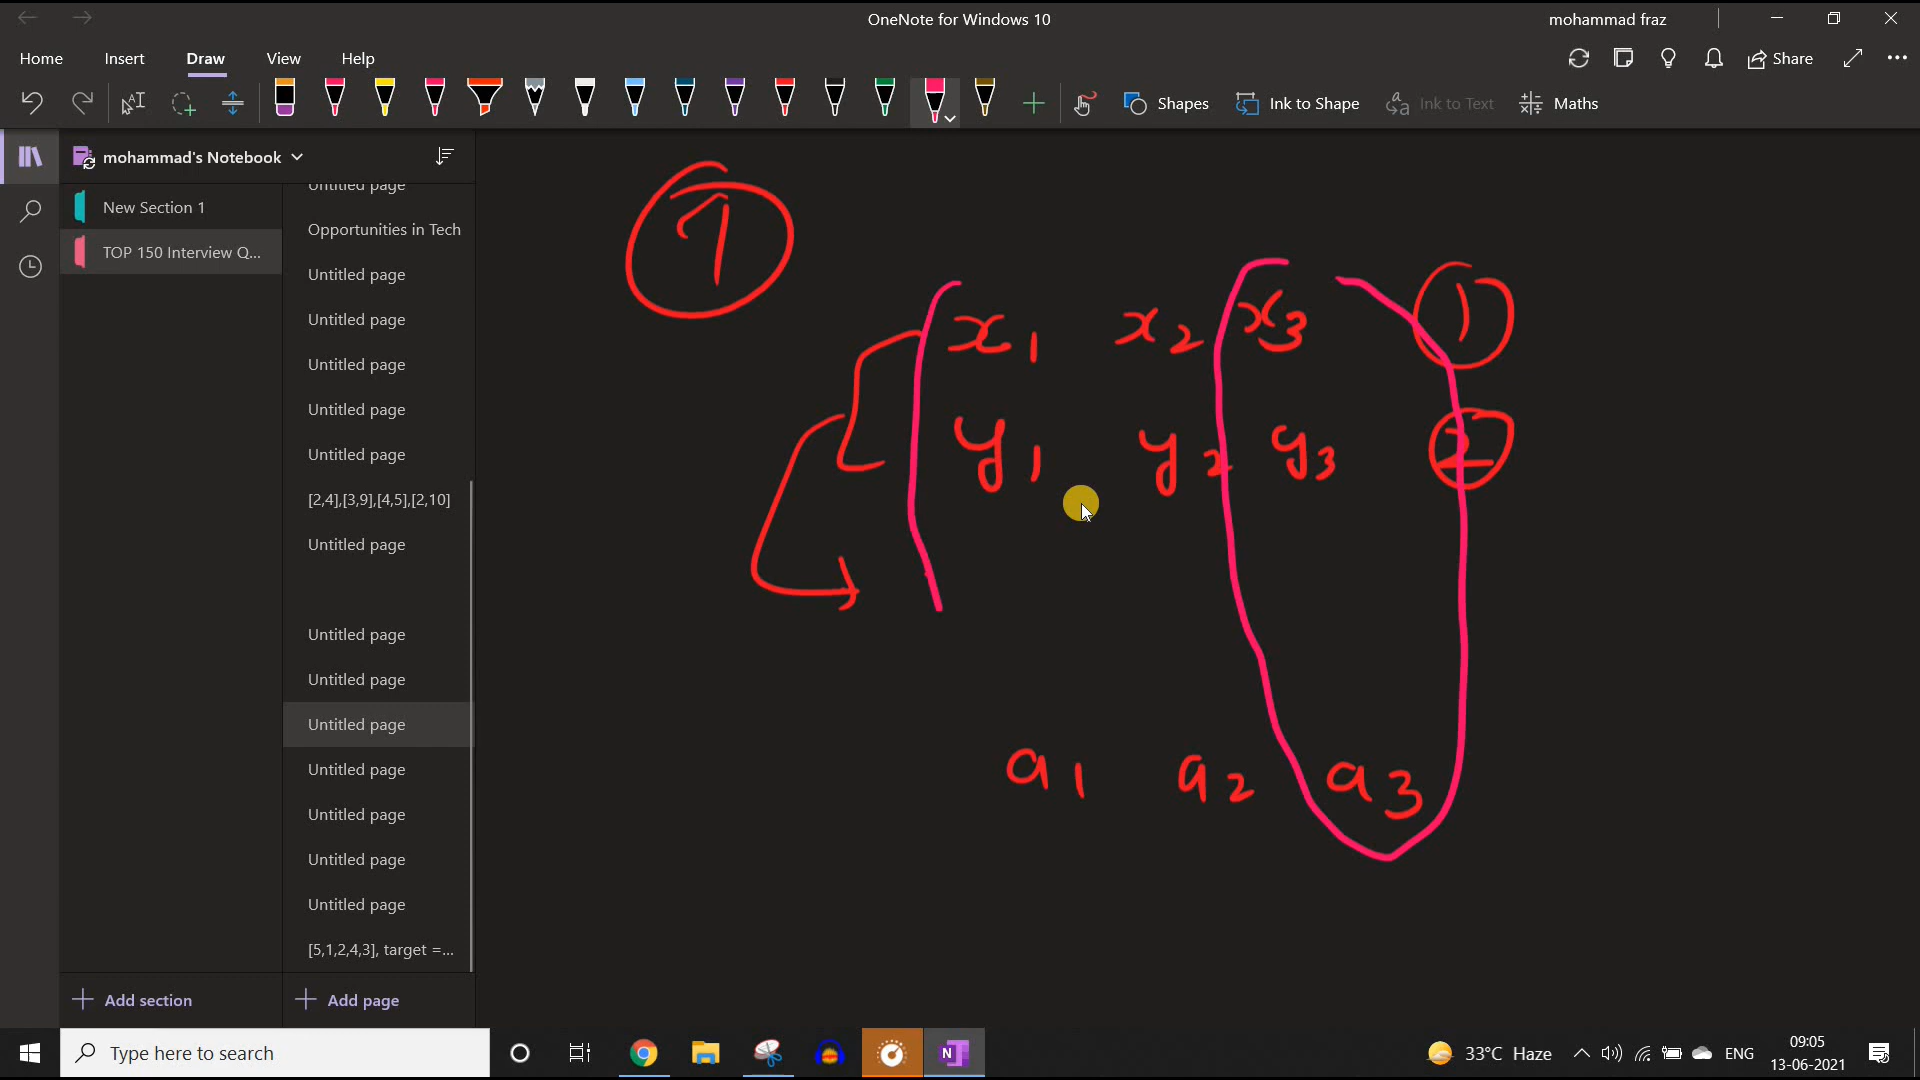 OneNote for Windows 10
mohammad fraz
Home Insert Draw View Help
Share
Shapes Ink to Shape Ink to Text Maths
mohammad's Notebook
New Section 1
TOP 150 Interview Q...
Untitled page
Opportunities in Tech
Untitled page
Untitled page
Untitled page
Untitled page
Untitled page
[2,4],[3,9],[4,5],[2,10]
Untitled page
Untitled page
Untitled page
Untitled page
Untitled page
Untitled page
Untitled page
Untitled page
[5,1,2,4,3], target =...
Add section
Add page
1
x1 x2 x3 1
y1 y2 y3 2
a1 a2 a3
Type here to search
33°C Haze
ENG
09:05
13-06-2021